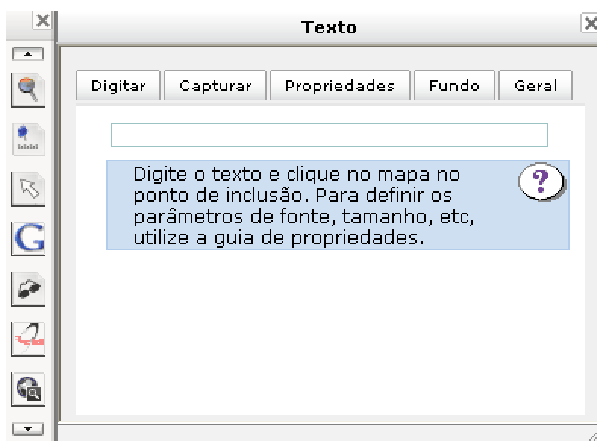 Texto
Digitar Capturar Propriedades Fundo Geral
Digite o texto e clique no mapa no
ponto de inclusão. Para definir os
parâmetros de fonte, tamanho, etc,
utilize a guia de propriedades.
?
G